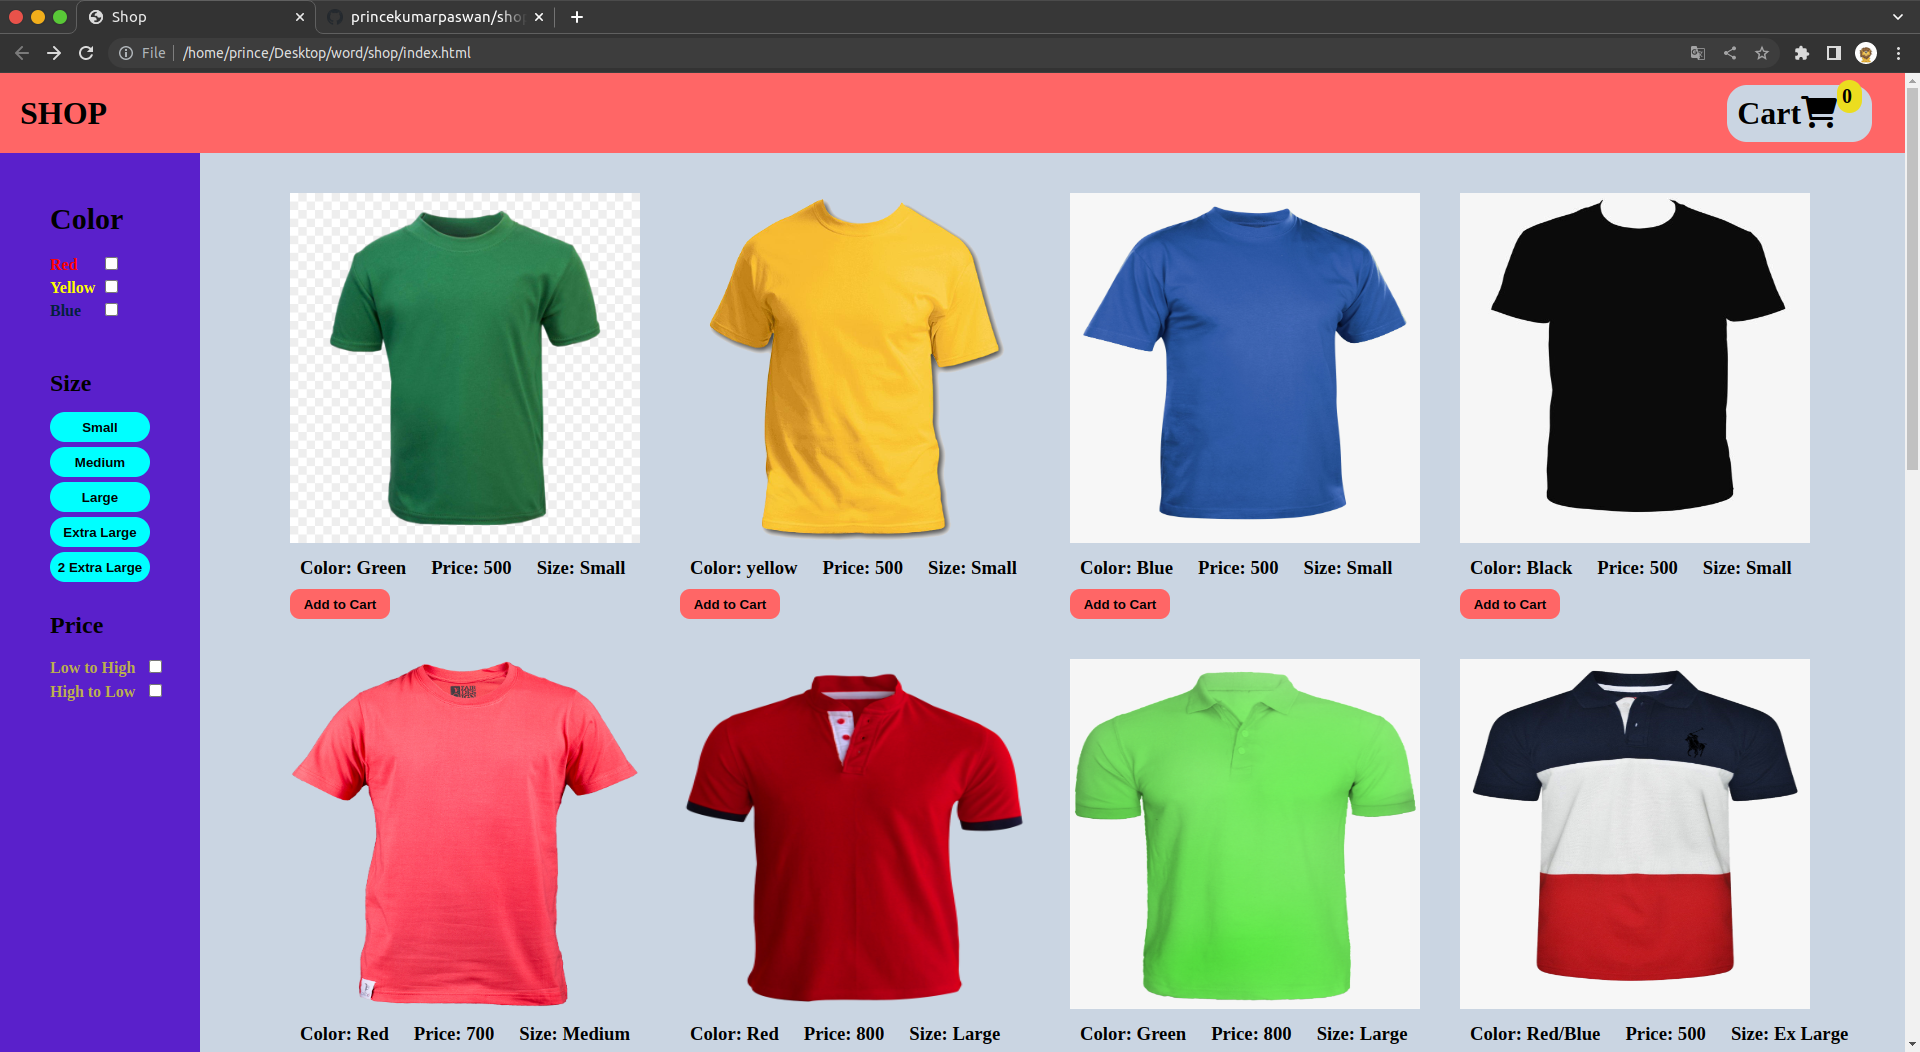 Shop
princekumarpaswan/shop
File
/home/prince/Desktop/word/shop/index.html
SHOP
Cart 0
Color
Red
Yellow
Blue
Size
Small
Medium
Large
Extra Large
2 Extra Large
Price
Low to High
High to Low
Color: Green Price: 500 Size: Small
Add to Cart
Color: yellow Price: 500 Size: Small
Add to Cart
Color: Blue Price: 500 Size: Small
Add to Cart
Color: Black Price: 500 Size: Small
Add to Cart
Color: Red Price: 700 Size: Medium
Color: Red Price: 800 Size: Large
Color: Green Price: 800 Size: Large
Color: Red/Blue Price: 500 Size: Ex Large